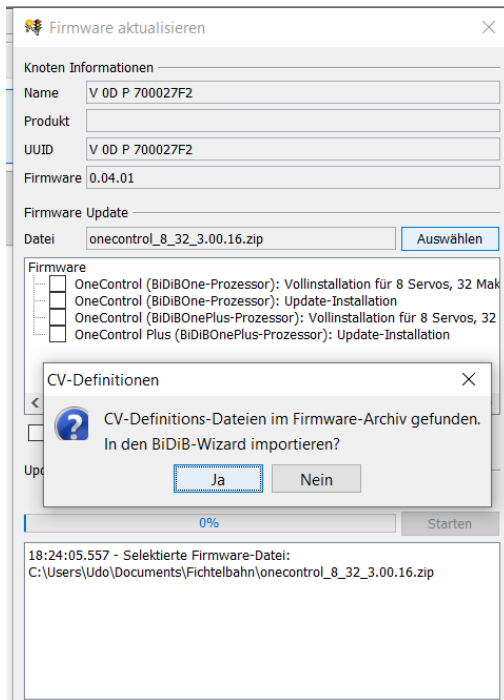 Firmware aktualisieren
Knoten Informationen
Name V 0D P 700027F2
Produkt
UUID V 0D P 700027F2
Firmware 0.04.01
Firmware Update
Datei onecontrol_8_32_3.00.16.zip Auswählen
Firmware
OneControl (BiDiBOne-Prozessor): Vollinstallation für 8 Servos, 32 Mak
OneControl (BiDiBOne-Prozessor): Update-Installation
OneControl (BiDiBOnePlus-Prozessor): Vollinstallation für 8 Servos, 32
OneControl Plus (BiDiBOnePlus-Prozessor): Update-Installation
CV-Definitionen
CV-Definitions-Dateien im Firmware-Archiv gefunden.
In den BiDiB-Wizard importieren?
Ja Nein
Upd
0% Starten
18:24:05.557 - Selektierte Firmware-Datei:
C:\Users\Udo\Documents\Fichtelbahn\onecontrol_8_32_3.00.16.zip